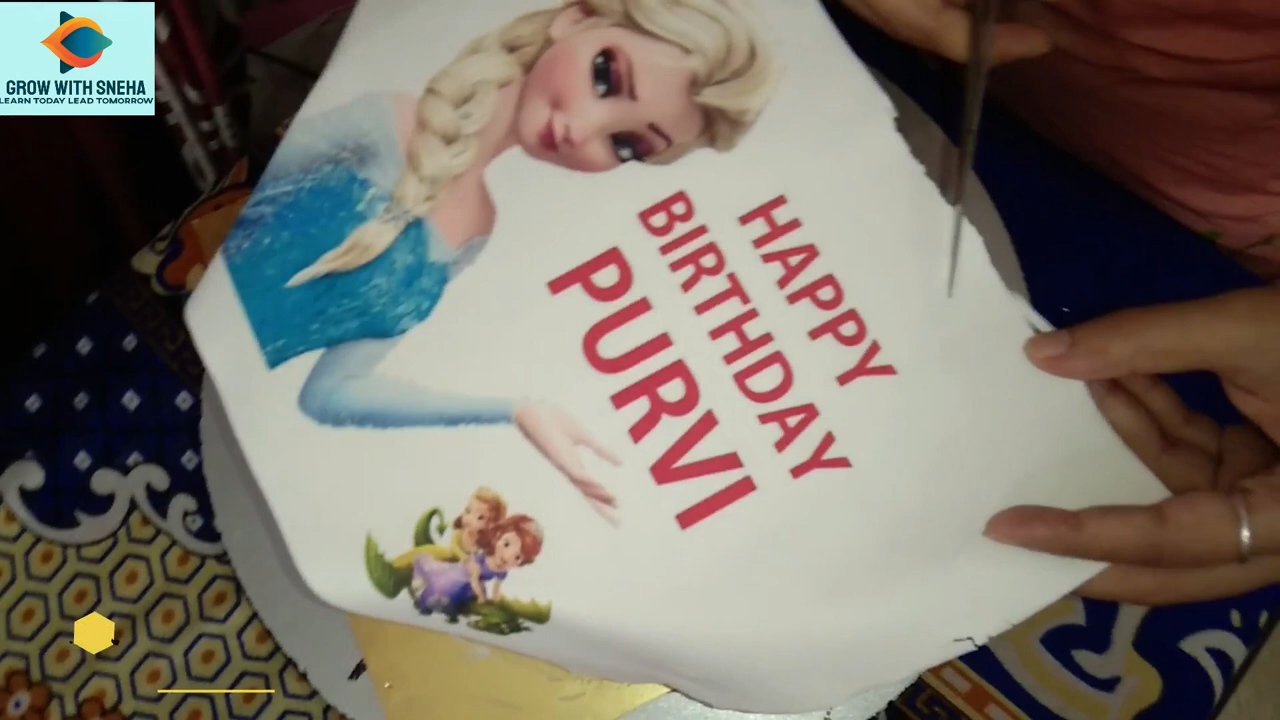 GROW WITH SNEHA
LEARN TODAY LEAD TOMORROW
HAPPY
BIRTHDAY
PURVI